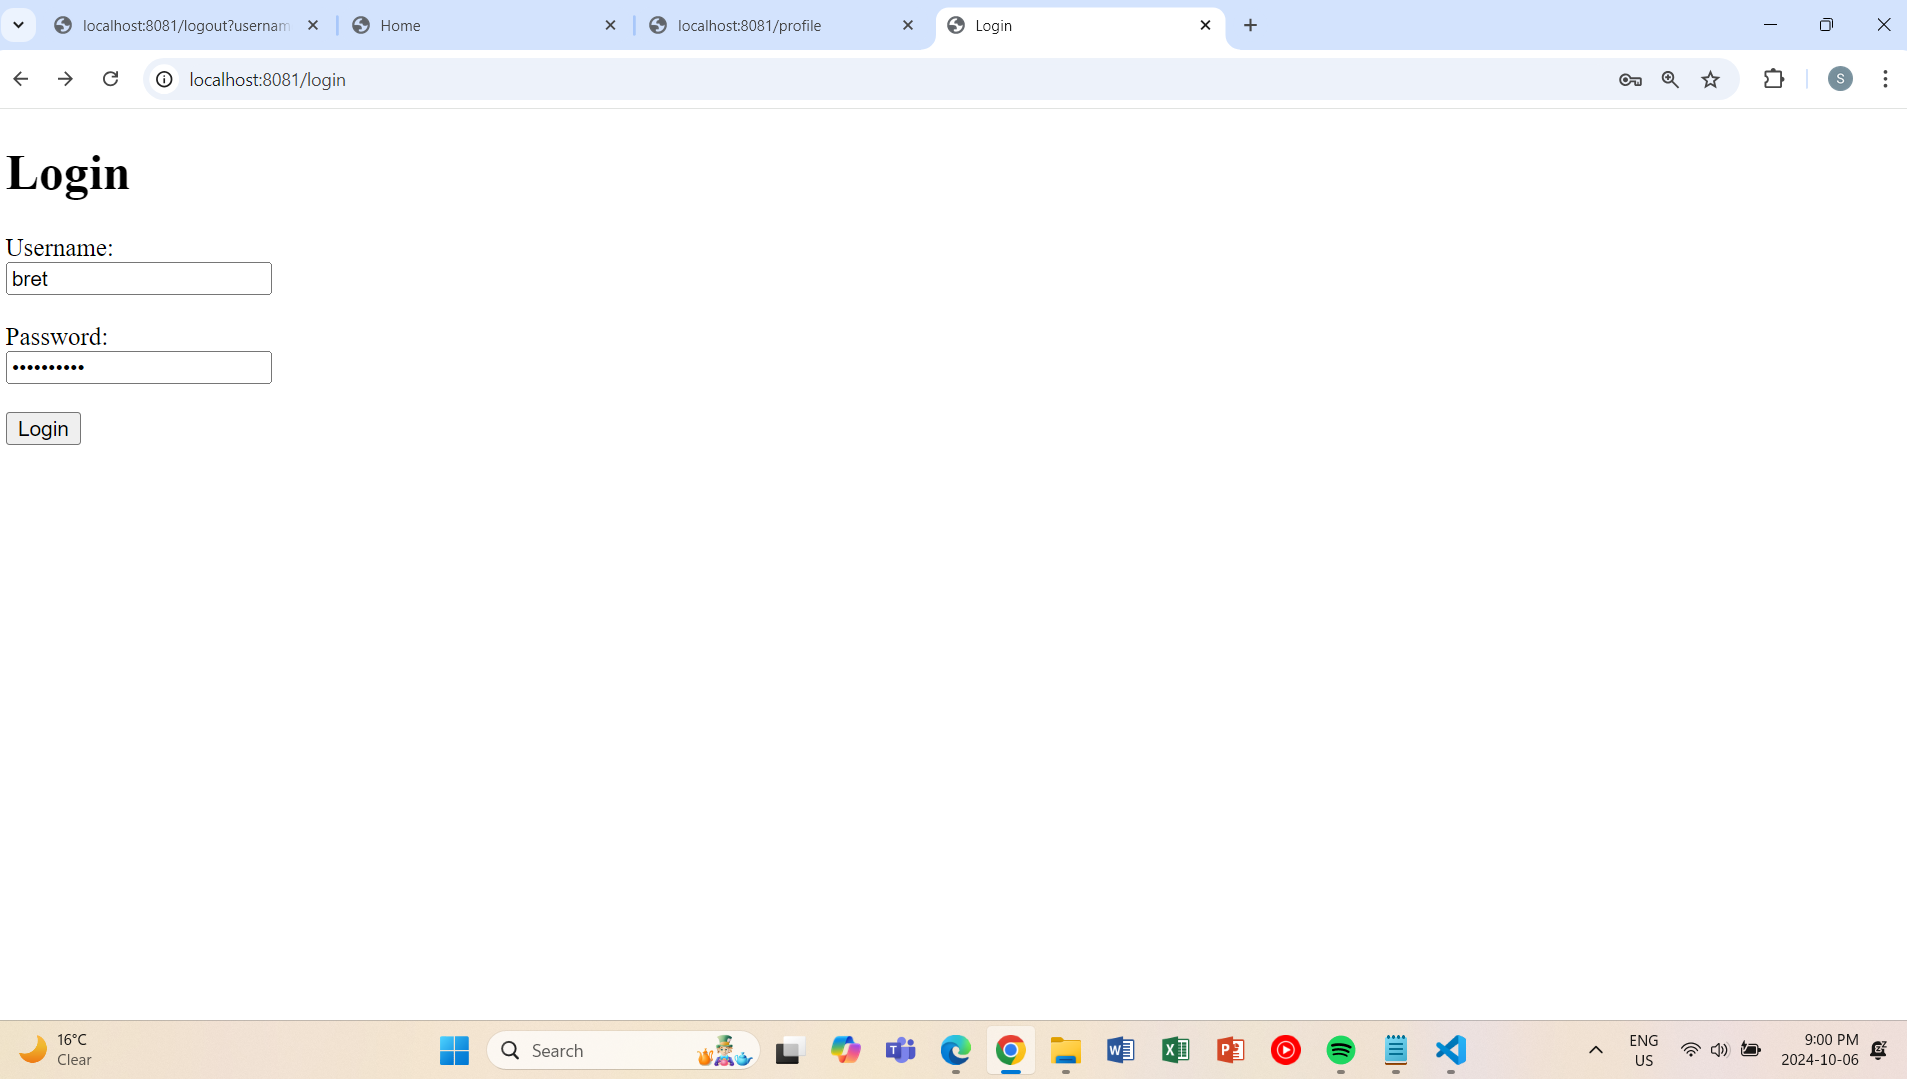 localhost:8081/logout?usernam
Home
localhost:8081/profile
Login
localhost:8081/login
S
Login
Username:
bret
Password:
••••••••••
Login
16°C
Clear
Search
ENG
US
9:00 PM
2024-10-06